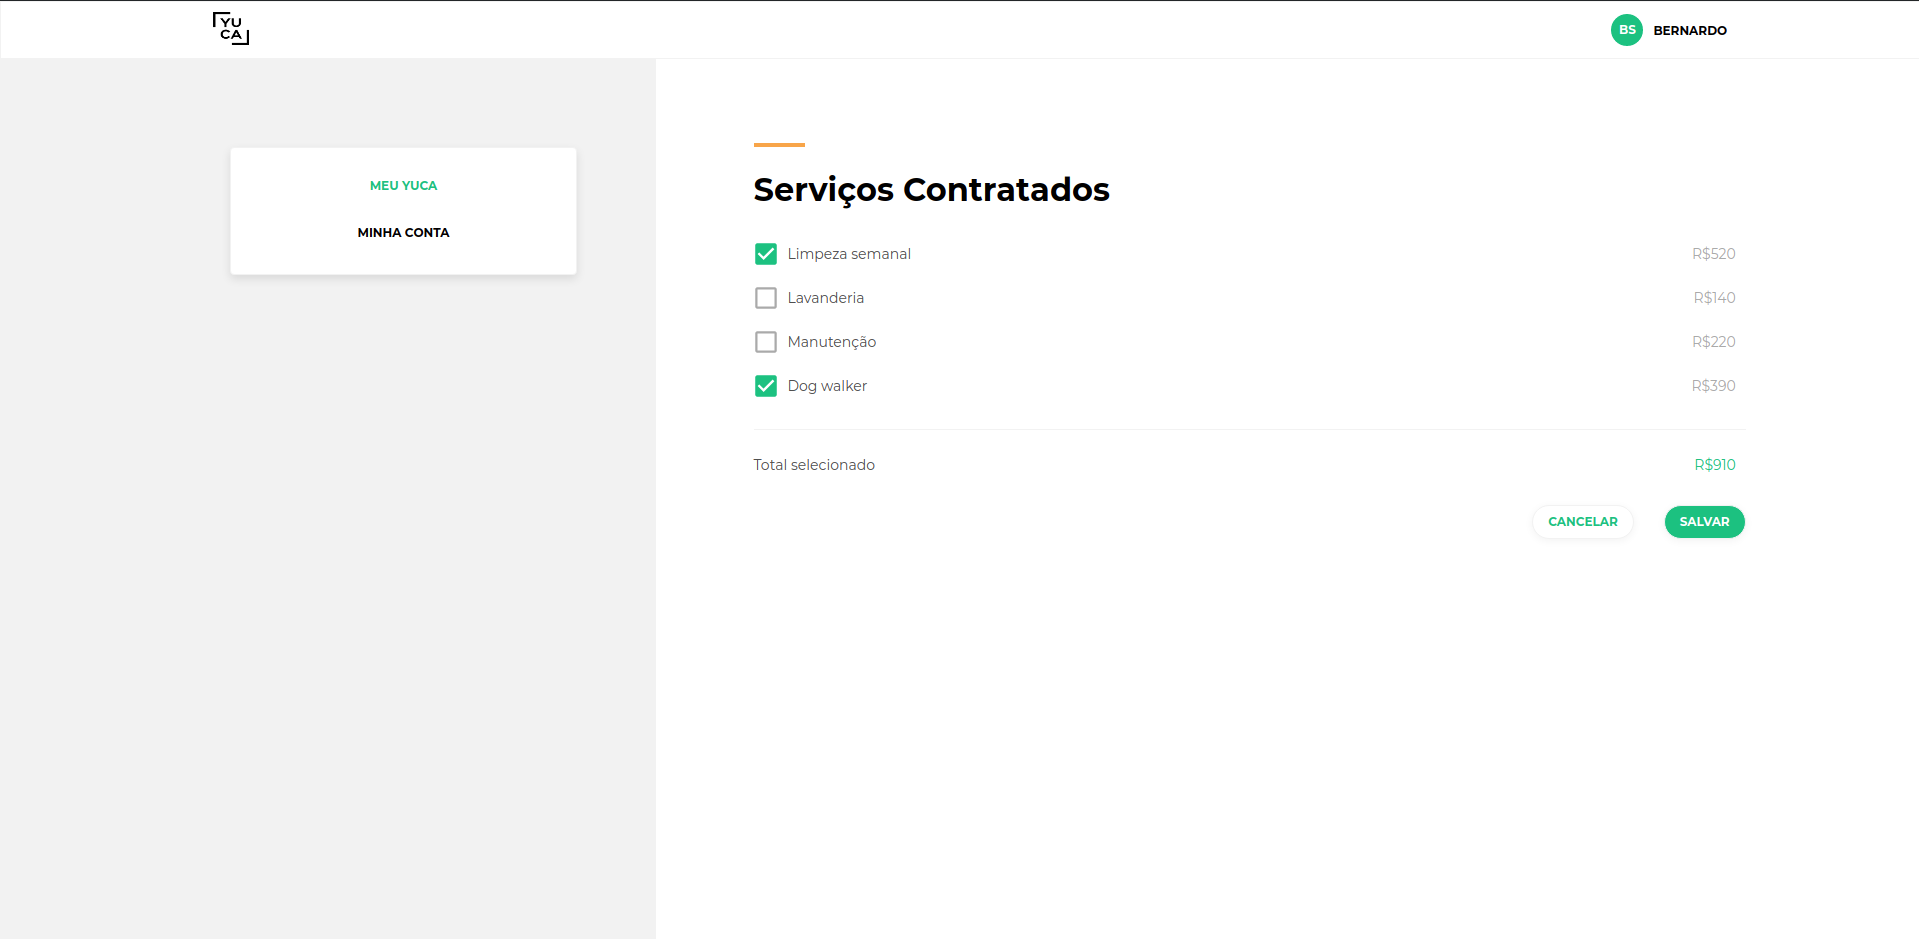 YU
CA
BS BERNARDO
MEU YUCA
MINHA CONTA
Serviços Contratados
Limpeza semanal R$520
Lavanderia R$140
Manutenção R$220
Dog walker R$390
Total selecionado R$910
CANCELAR SALVAR